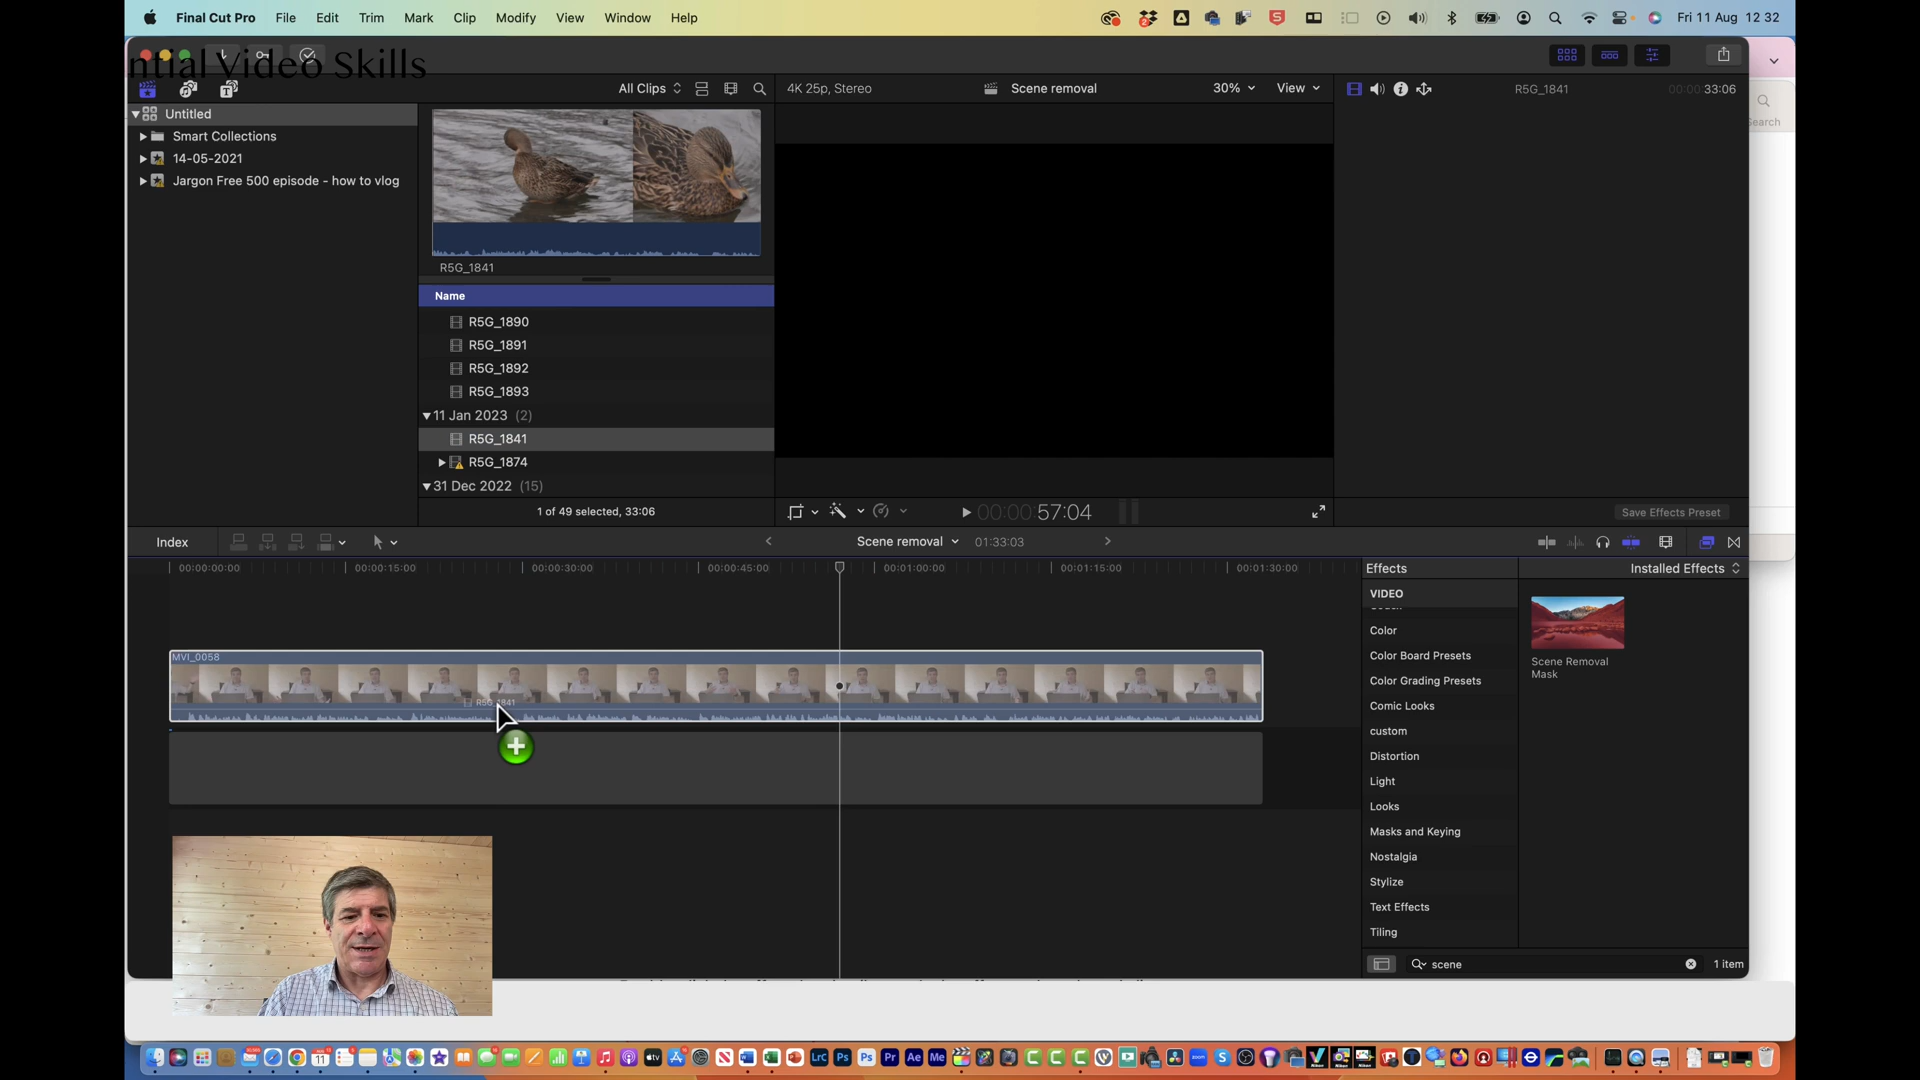 Final Cut Pro File Edit Trim Mark Clip Modify View Window Help
Fri 11 Aug 12 32
ntial Video Skills
All Clips
4K 25p, Stereo
Scene removal
30%
View
R5G_1841
00:00:33:06
Search
Untitled
Smart Collections
14-05-2021
Jargon Free 500 episode - how to vlog
R5G_1841
Name
R5G_1890
R5G_1891
R5G_1892
R5G_1893
11 Jan 2023 (2)
R5G_1841
R5G_1874
31 Dec 2022 (15)
1 of 49 selected, 33:06
00:00:57:04
Save Effects Preset
Index
Scene removal
01:33:03
00:00:00:00
00:00:15:00
00:00:30:00
00:00:45:00
00:01:00:00
00:01:15:00
00:01:30:00
Effects
Installed Effects
VIDEO
Color
Color Board Presets
Color Grading Presets
Comic Looks
custom
Distortion
Light
Looks
Masks and Keying
Nostalgia
Stylize
Text Effects
Tiling
Scene Removal
Mask
MVI_0058
R5G_1841
scene
1 item